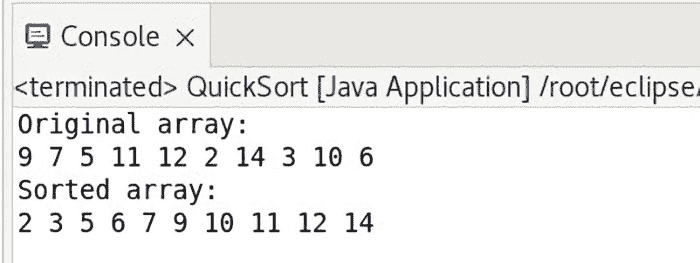 Console
<terminated> QuickSort [Java Application] /root/eclipse
Original array:
9 7 5 11 12 2 14 3 10 6
Sorted array:
2 3 5 6 7 9 10 11 12 14